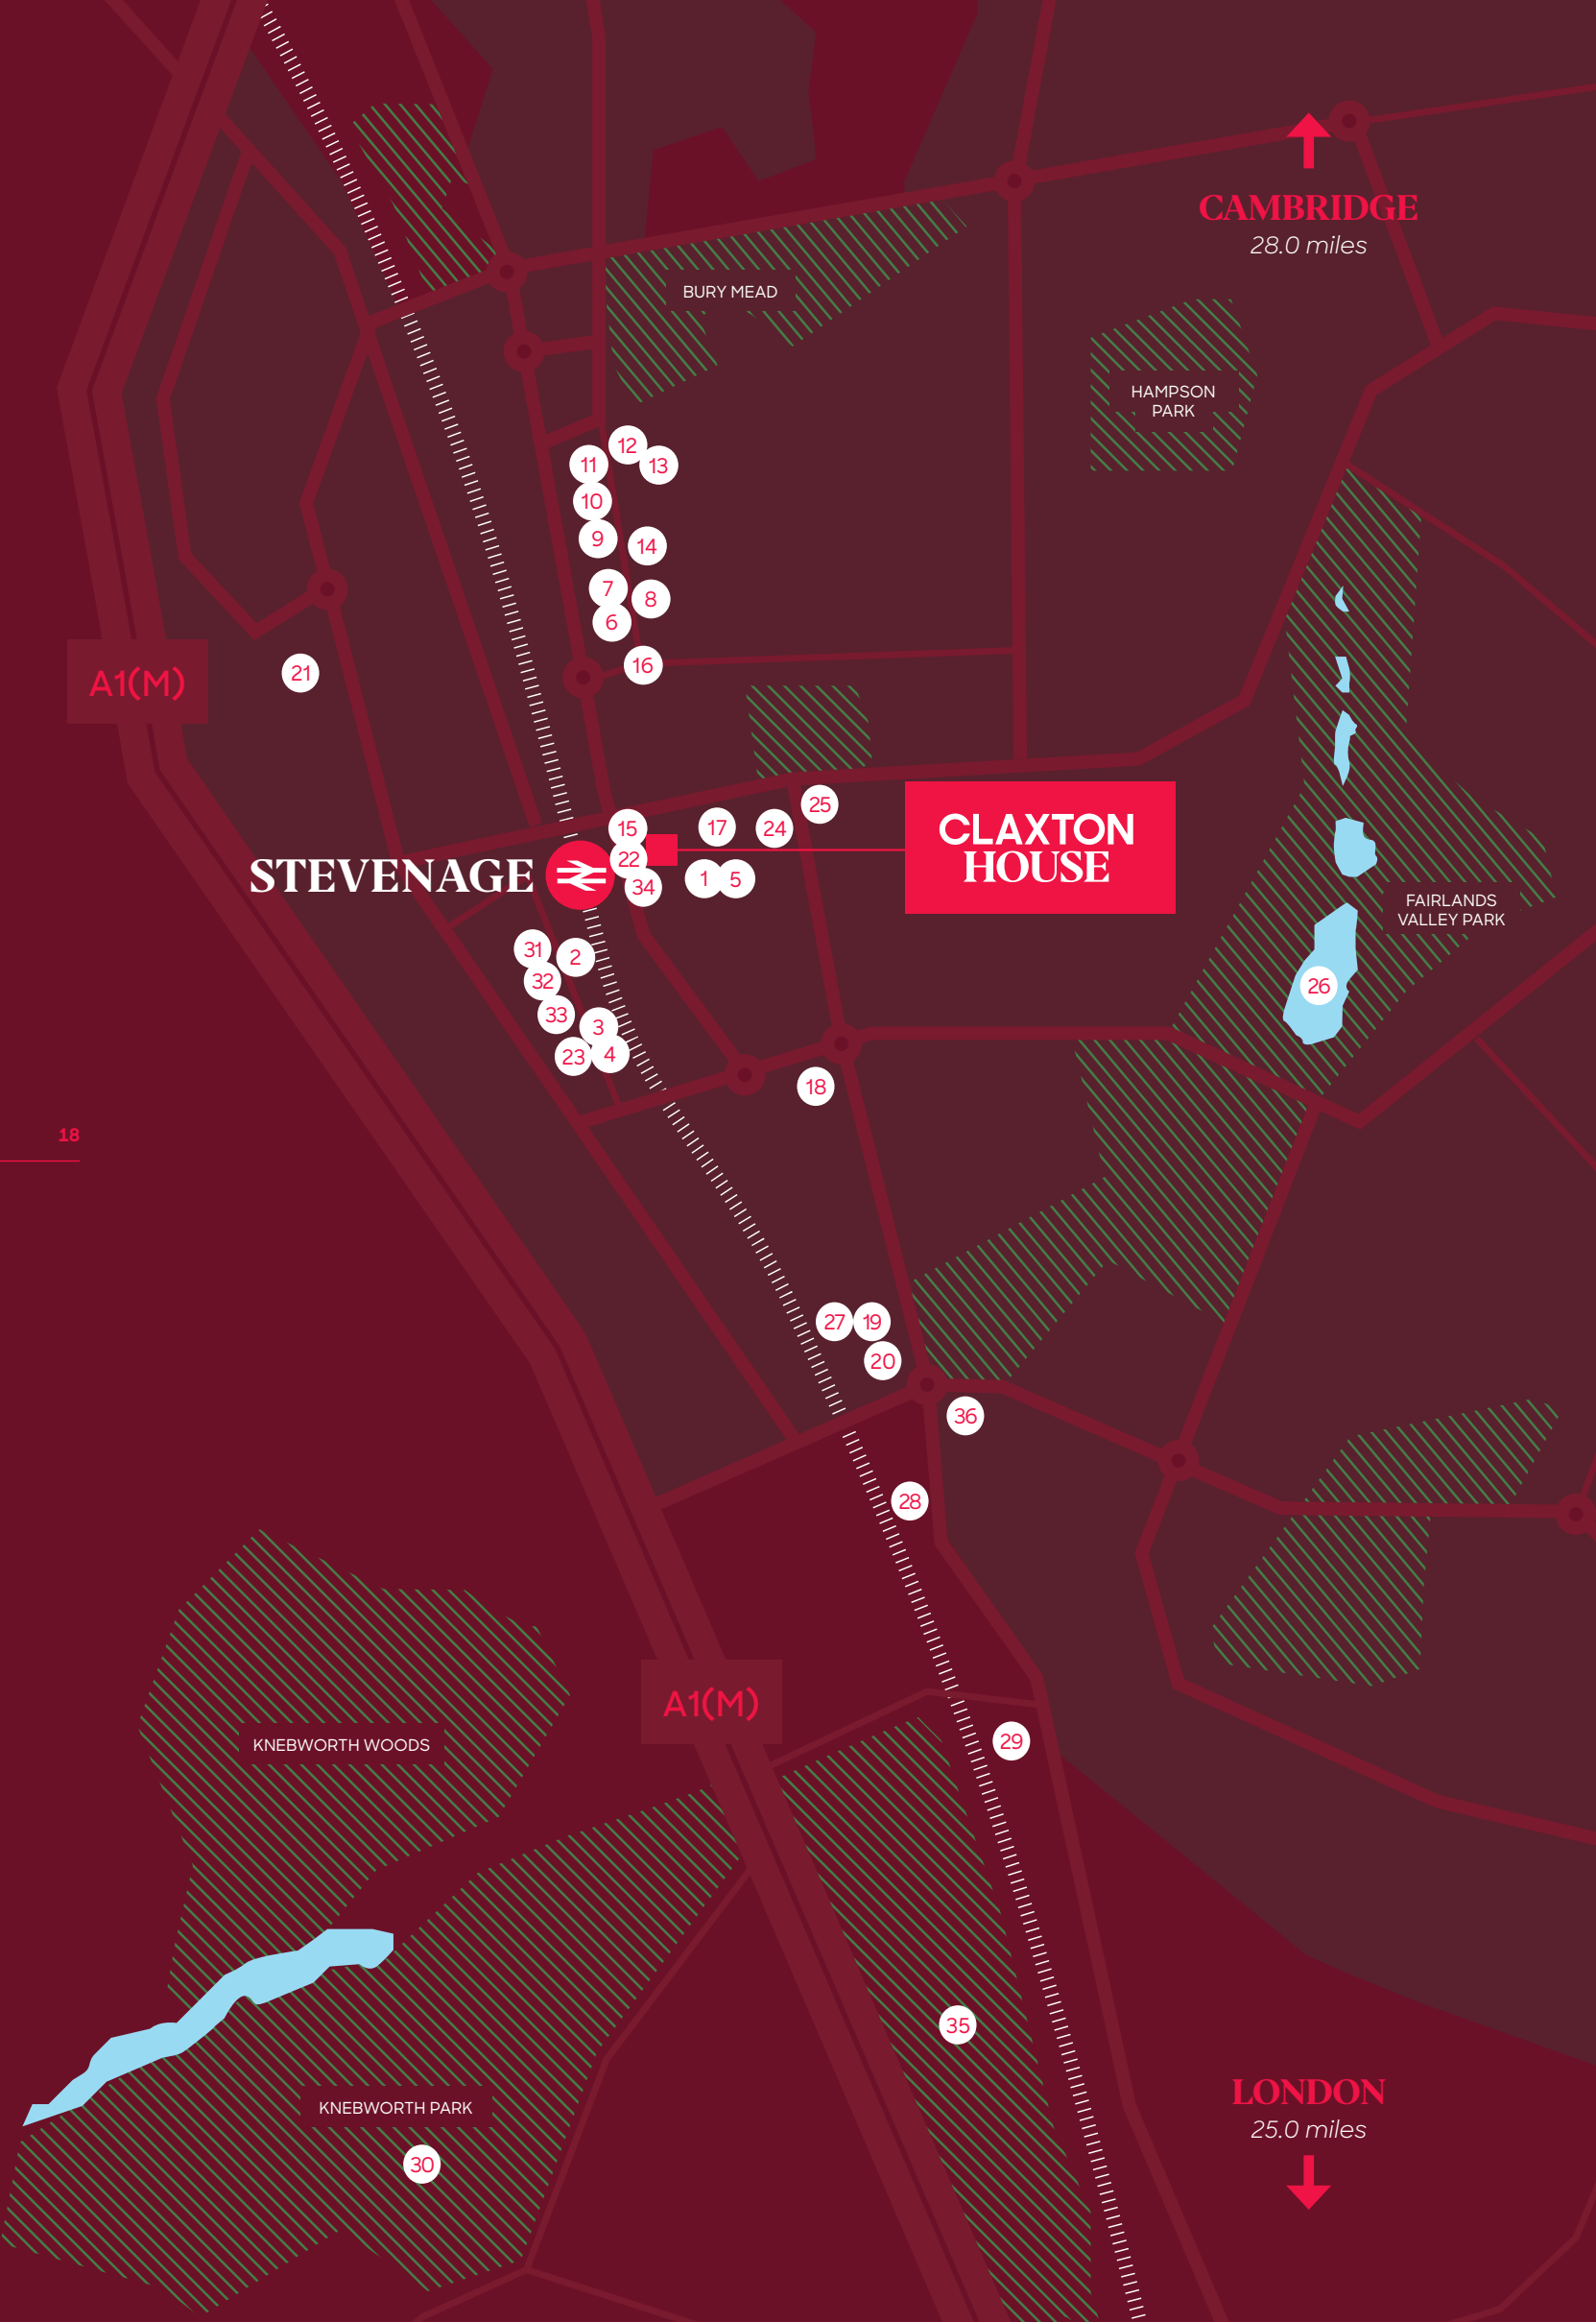 CAMBRIDGE
28.0 miles
BURY MEAD
HAMPSON
PARK
12
11
13
10
9
14
7
8
6
16
A1(M)
21
25
15
17
24
CLAXTON
HOUSE
22
STEVENAGE
34
1
5
FAIRLANDS
VALLEY PARK
31
2
32
26
33
3
23
4
18
18
27
19
20
36
28
A1(M)
KNEBWORTH WOODS
29
35
LONDON
25.0 miles
KNEBWORTH PARK
30